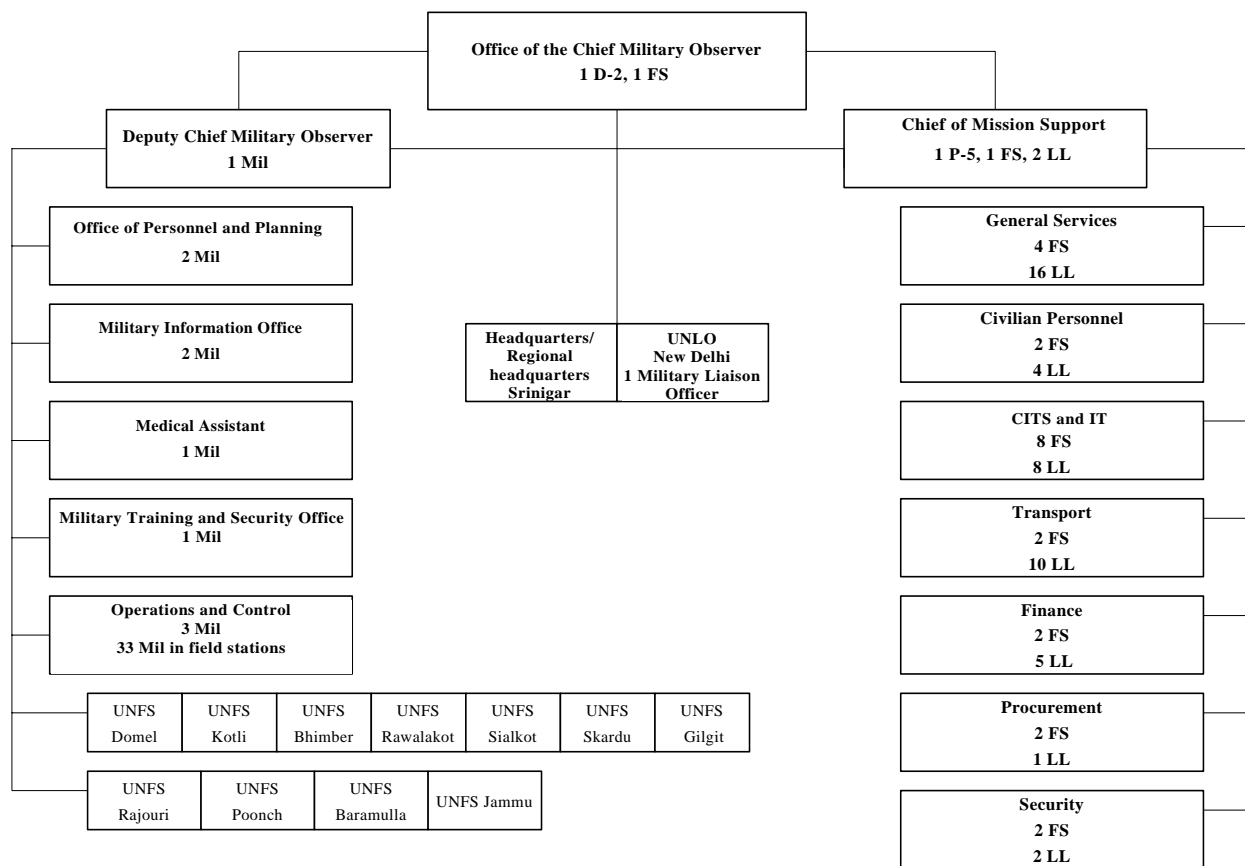 Office of the Chief Military Observer
1 D-2, 1 FS
Deputy Chief Military Observer
1 Mil
Chief of Mission Support
1 P-5, 1 FS, 2 LL
Office of Personnel and Planning
2 Mil
Military Information Office
2 Mil
Medical Assistant
1 Mil
Military Training and Security Office
1 Mil
Operations and Control
3 Mil
33 Mil in field stations
UNFS
Domel
UNFS
Kotli
UNFS
Bhimber
UNFS
Rawalakot
UNFS
Sialkot
UNFS
Skardu
UNFS
Gilgit
UNFS
Rajouri
UNFS
Poonch
UNFS
Baramulla
UNFS Jammu
Headquarters/
Regional
headquarters
Srinigar
UNLO
New Delhi
1 Military Liaison
Officer
General Services
4 FS
16 LL
Civilian Personnel
2 FS
4 LL
CITS and IT
8 FS
8 LL
Transport
2 FS
10 LL
Finance
2 FS
5 LL
Procurement
2 FS
1 LL
Security
2 FS
2 LL